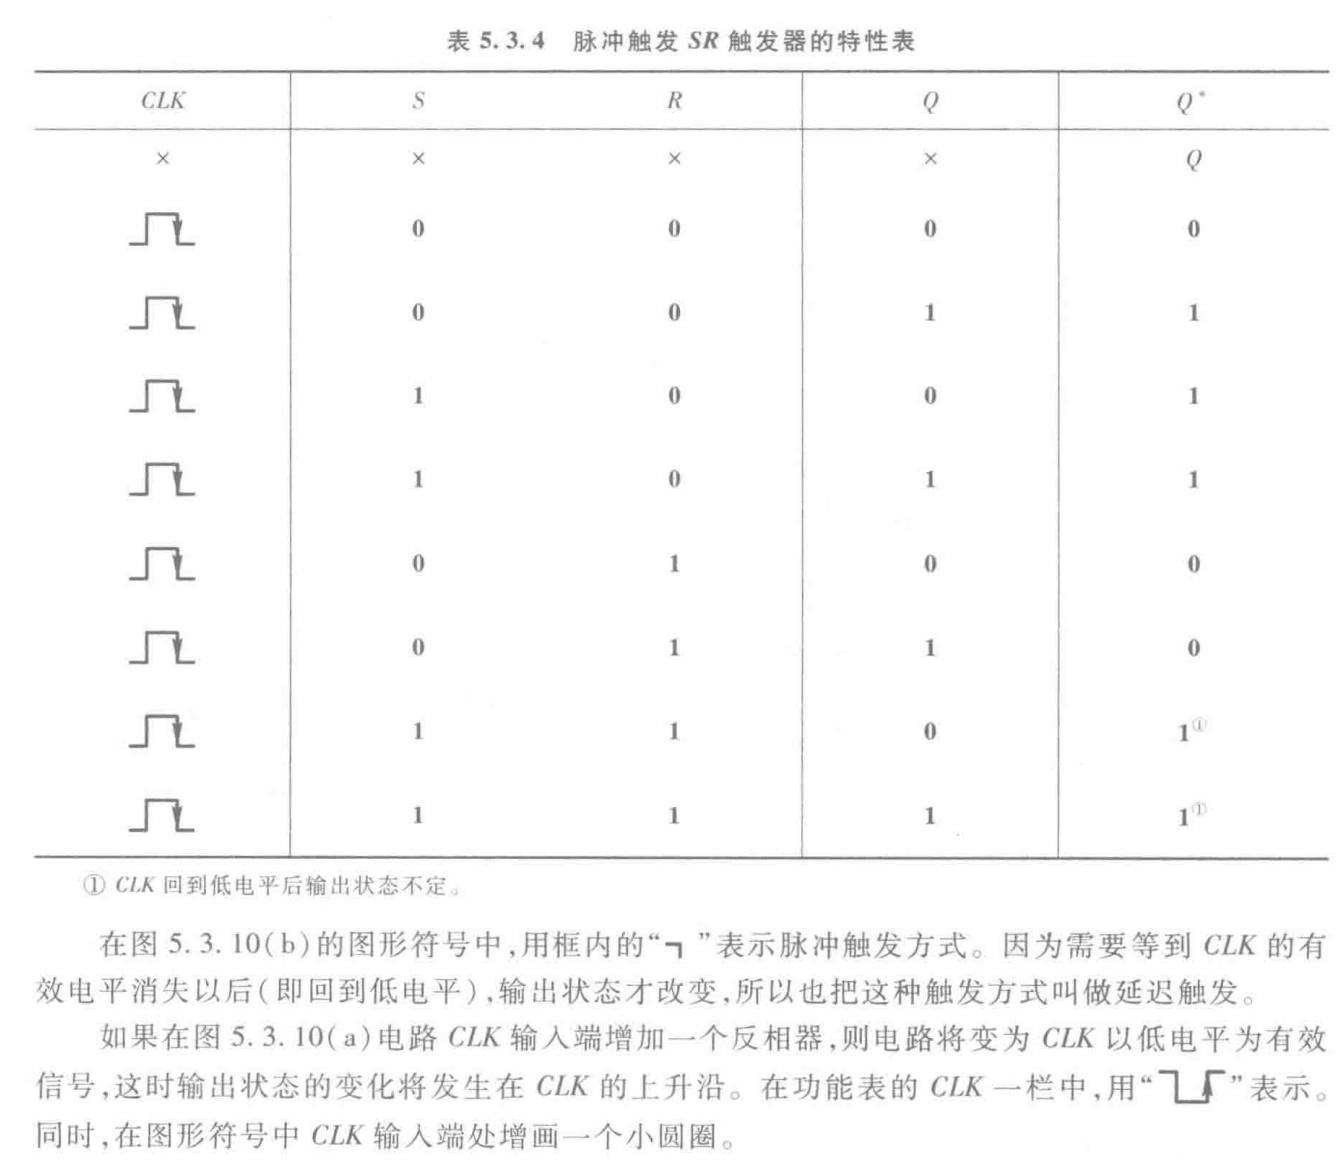 表 5.3.4 脉冲触发 SR 触发器的特性表
CLK S R Q Q*
× × × × Q
0 0 0 0
0 0 1 1
1 0 0 1
1 0 1 1
0 1 0 0
0 1 1 0
1 1 0 1①
1 1 1 1①
① CLK 回到低电平后输出状态不定。
在图 5.3.10(b)的图形符号中,用框内的“¬”表示脉冲触发方式。因为需要等到 CLK 的有
效电平消失以后(即回到低电平),输出状态才改变,所以也把这种触发方式叫做延迟触发。
如果在图 5.3.10(a)电路 CLK 输入端增加一个反相器,则电路将变为 CLK 以低电平为有效
信号,这时输出状态的变化将发生在 CLK 的上升沿。在功能表的 CLK 一栏中,用“ ”表示。
同时,在图形符号中 CLK 输入端处增画一个小圆圈。